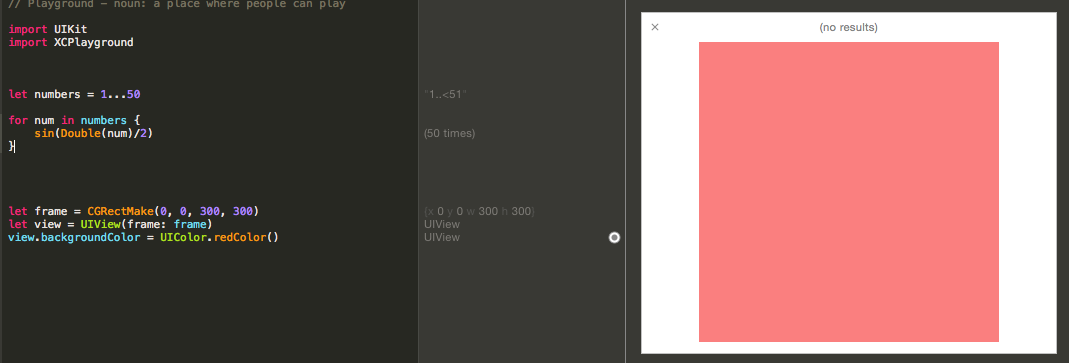 // Playground - noun: a place where people can play
import UIKit
import XCPlayground
let numbers = 1...50
"1..<51"
for num in numbers {
sin(Double(num)/2)
(50 times)
}
let frame = CGRectMake(0, 0, 300, 300)
{x 0 y 0 w 300 h 300}
let view = UIView(frame: frame)
UIView
view.backgroundColor = UIColor.redColor()
UIView
× (no results)